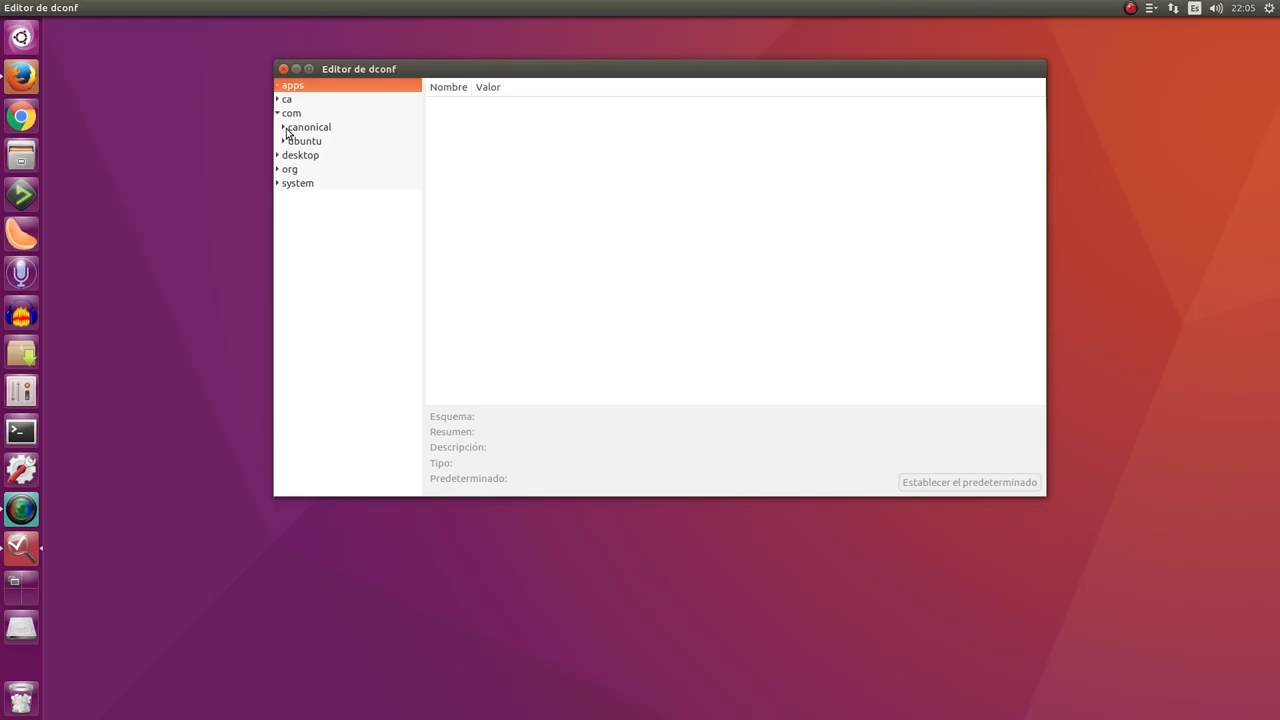 Editor de dconf
Es
22:05
Editor de dconf
apps
ca
com
canonical
ubuntu
desktop
org
system
Nombre Valor
Esquema:
Resumen:
Descripción:
Tipo:
Predeterminado:
Establecer el predeterminado